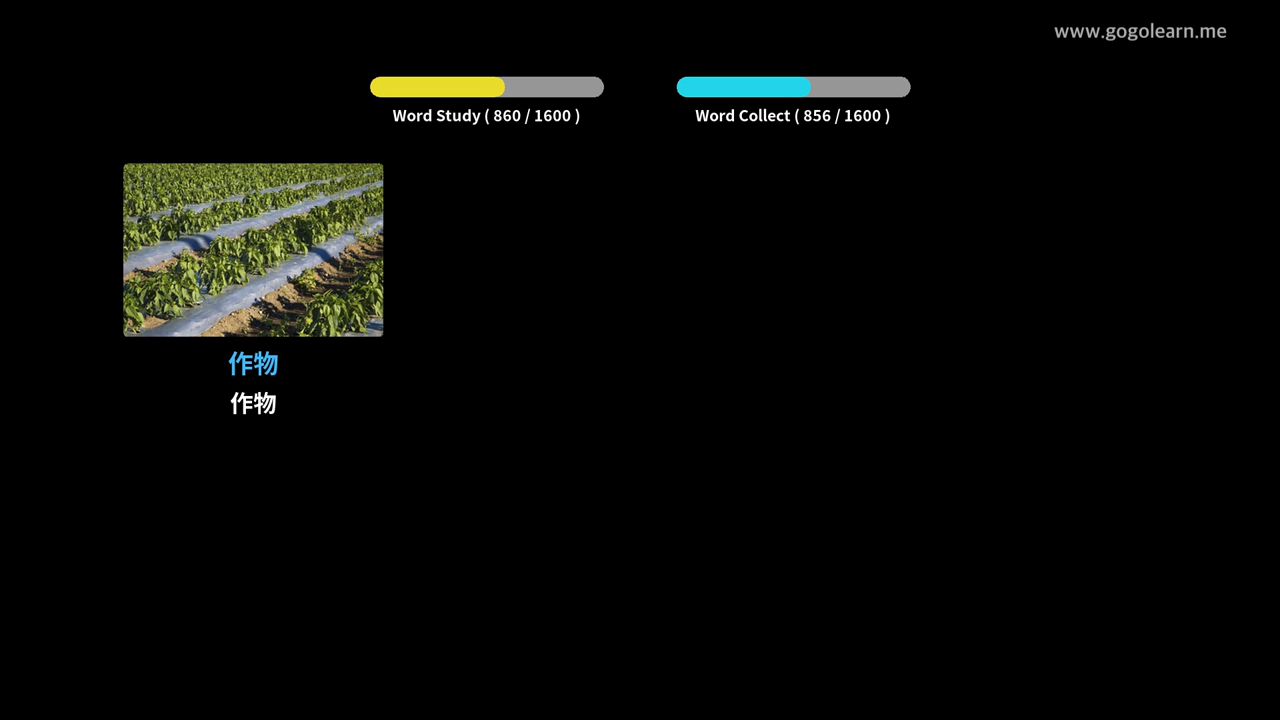 www.gogolearn.me
Word Study ( 860 / 1600 )
Word Collect ( 856 / 1600 )
作物
作物